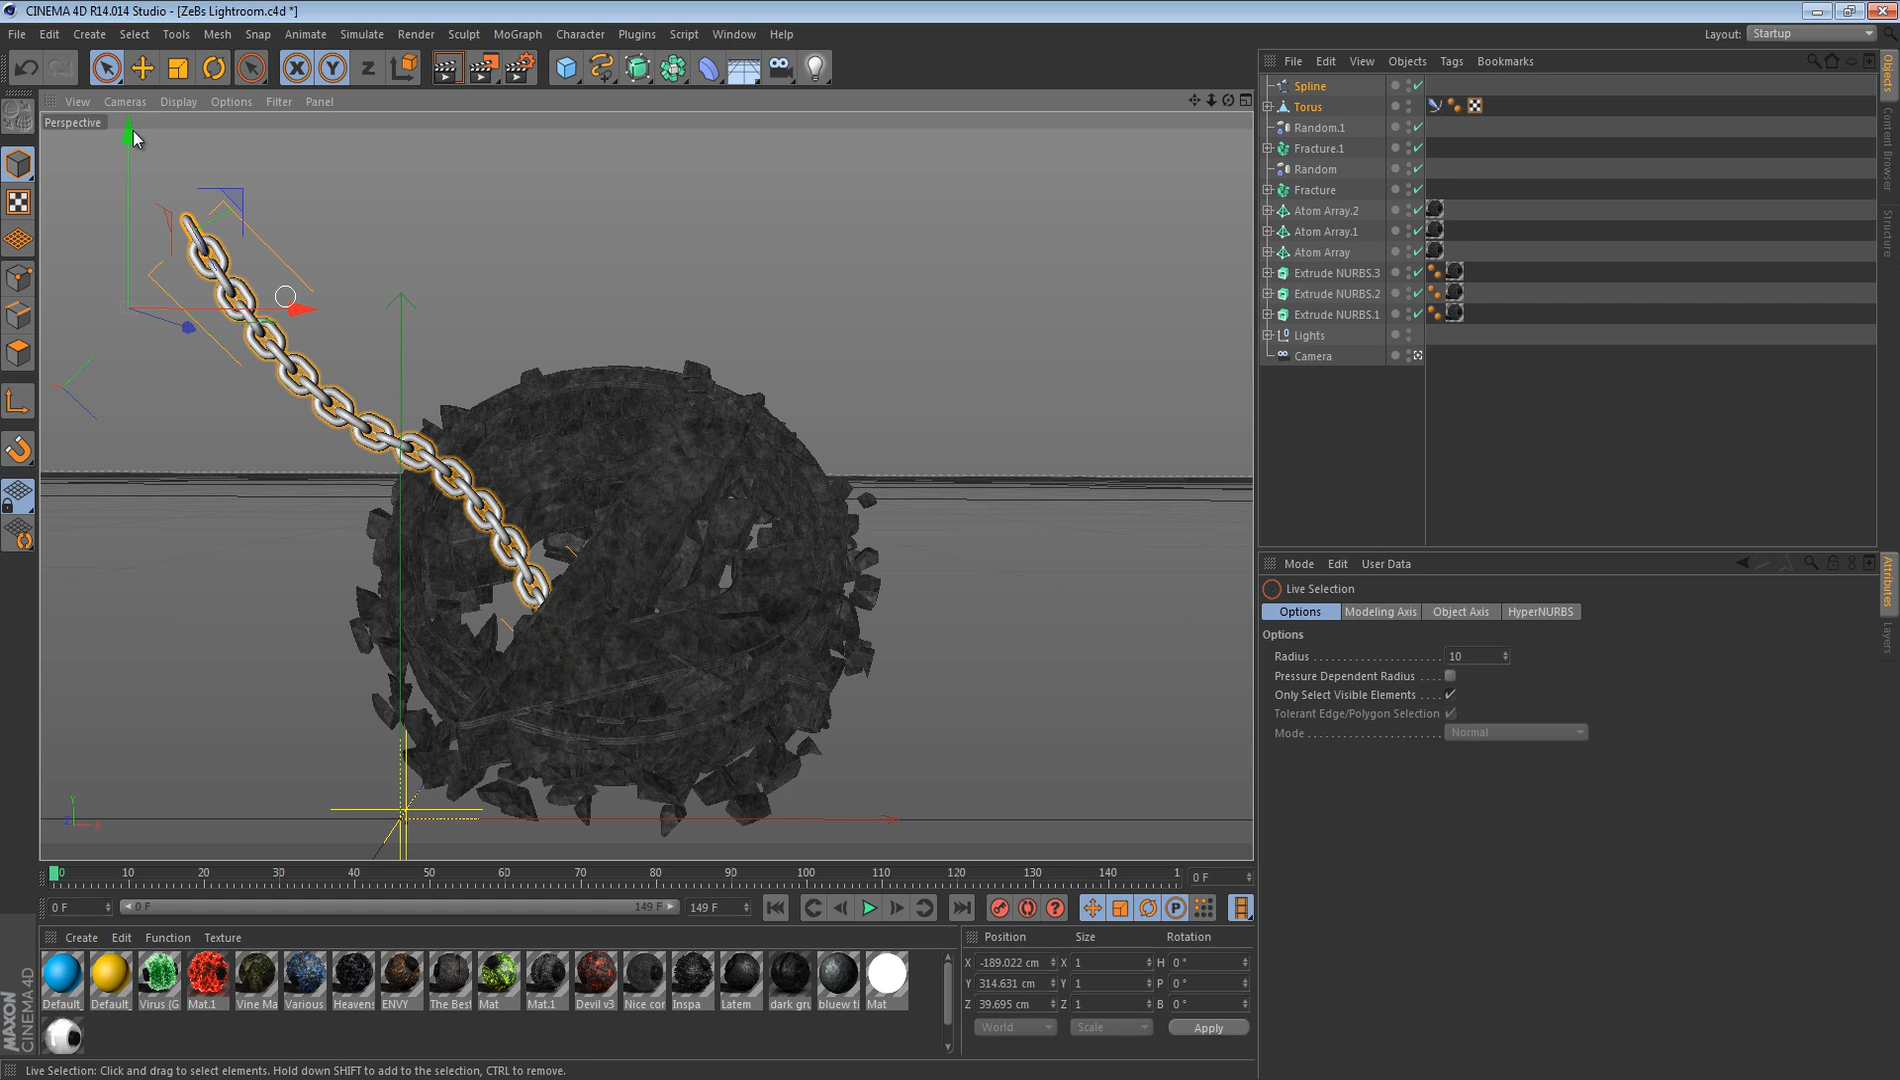 CINEMA 4D R14.014 Studio - [ZeBs Lightroom.c4d *]
File Edit Create Select Tools Mesh Snap Animate Simulate Render Sculpt MoGraph Character Plugins Script Window Help
Layout: Startup
X Y Z
File Edit View Objects Tags Bookmarks
View Cameras Display Options Filter Panel
Perspective
Spline
Torus
Random.1
Fracture.1
Random
Fracture
Atom Array.2
Atom Array.1
Atom Array
Extrude NURBS.3
Extrude NURBS.2
Extrude NURBS.1
Lights
Camera
Objects
Content Browser
Structure
Mode Edit User Data
Live Selection
Options Modeling Axis Object Axis HyperNURBS
Options
Radius 10
Pressure Dependent Radius
Only Select Visible Elements
Tolerant Edge/Polygon Selection
Mode Normal
Attributes
Layers
Y
Z X
0 10 20 30 40 50 60 70 80 90 100 110 120 130 140 1
0 F
0 F 0 F 149 F 149 F
Create Edit Function Texture
Default_ Default_ Virus (G Mat.1 Vine Ma Various Heavens ENVY The Best Mat Mat.1 Devil v3 Nice cor Inspa Latem dark gru bluew ti Mat
Position Size Rotation
X -189.022 cm X 1 H 0 °
Y 314.631 cm Y 1 P 0 °
Z 39.695 cm Z 1 B 0 °
World Scale Apply
MAXON
CINEMA 4D
Live Selection: Click and drag to select elements. Hold down SHIFT to add to the selection, CTRL to remove.